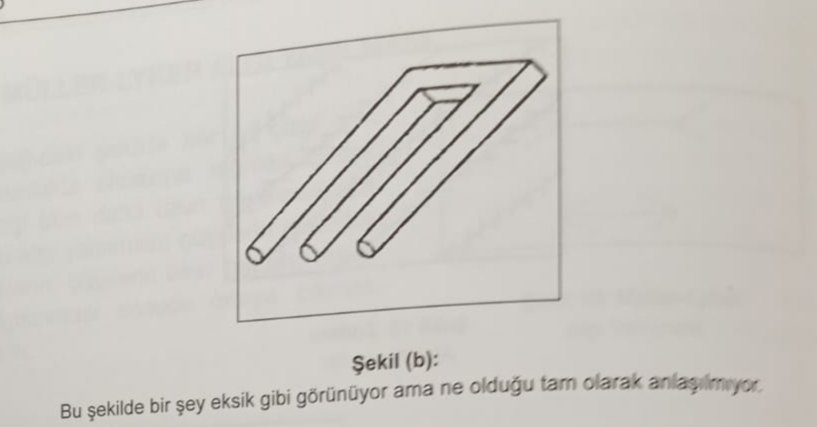 Şekil (b):
Bu şekilde bir şey eksik gibi görünüyor ama ne olduğu tam olarak anlaşılmıyor.